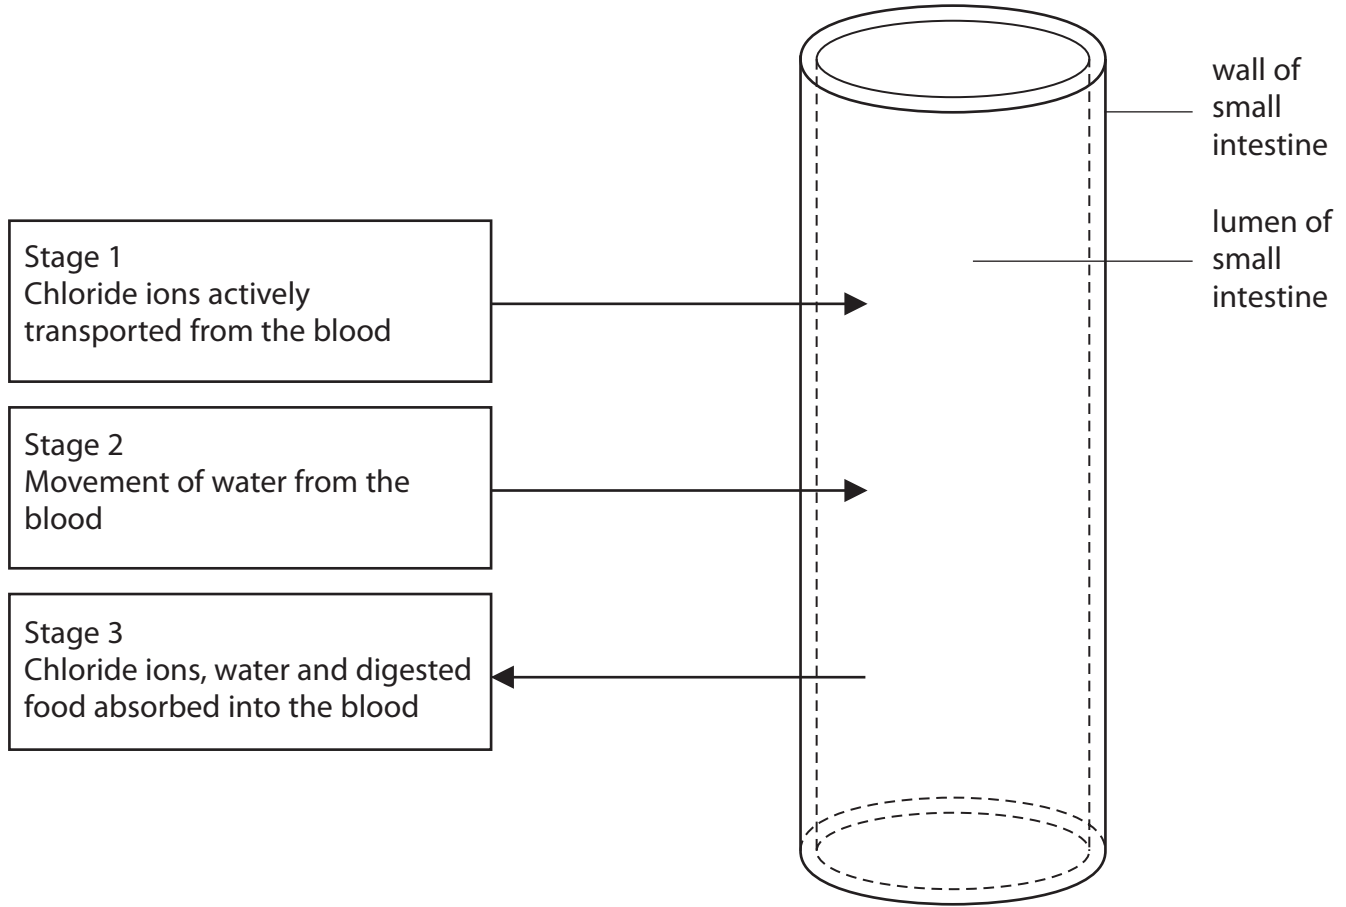 wall of
small
intestine
lumen of
small
intestine
Stage 1
Chloride ions actively
transported from the blood
Stage 2
Movement of water from the
blood
Stage 3
Chloride ions, water and digested
food absorbed into the blood